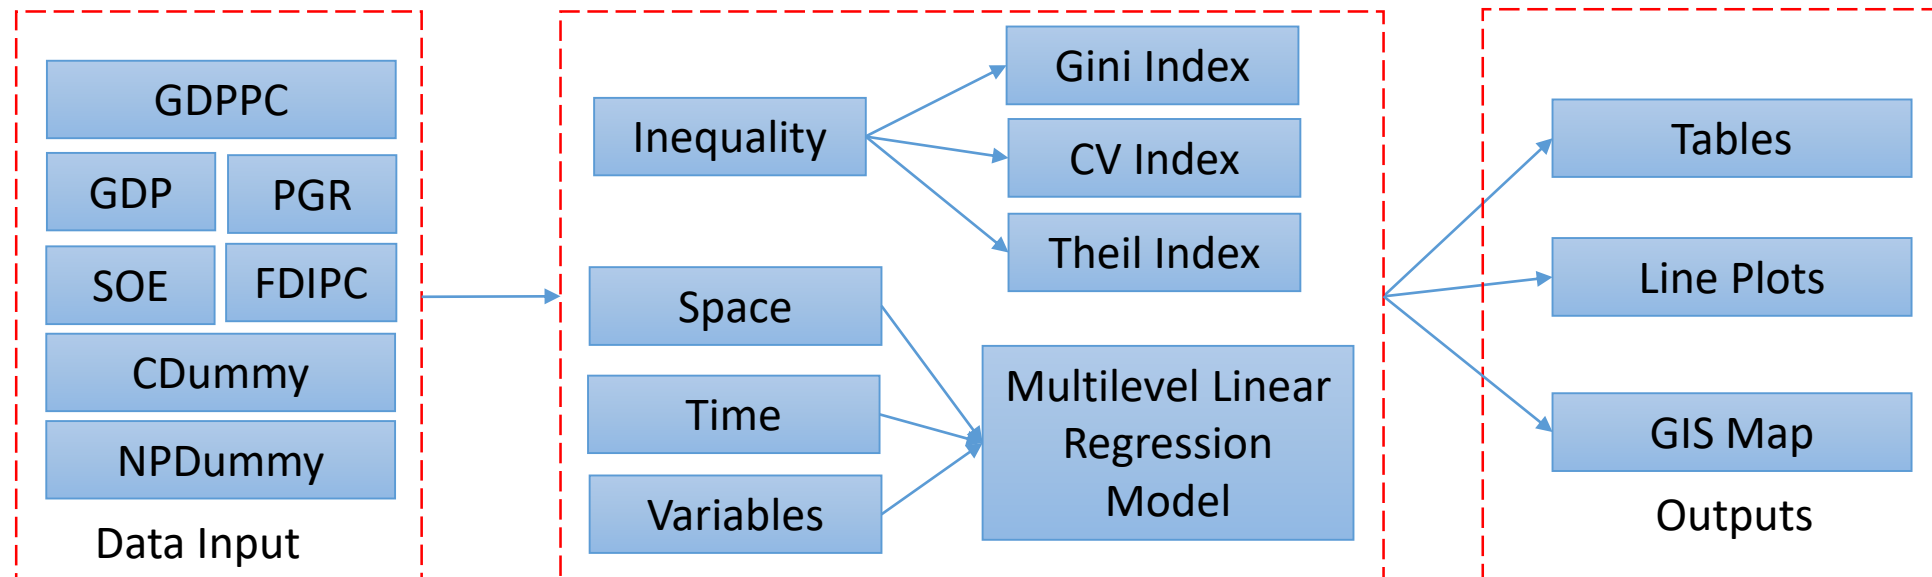 GDPPC
GDP
PGR
SOE
FDIPC
CDummy
NPDummy
Data Input
Inequality
Gini Index
CV Index
Theil Index
Space
Time
Variables
Multilevel Linear
Regression
Model
Tables
Line Plots
GIS Map
Outputs